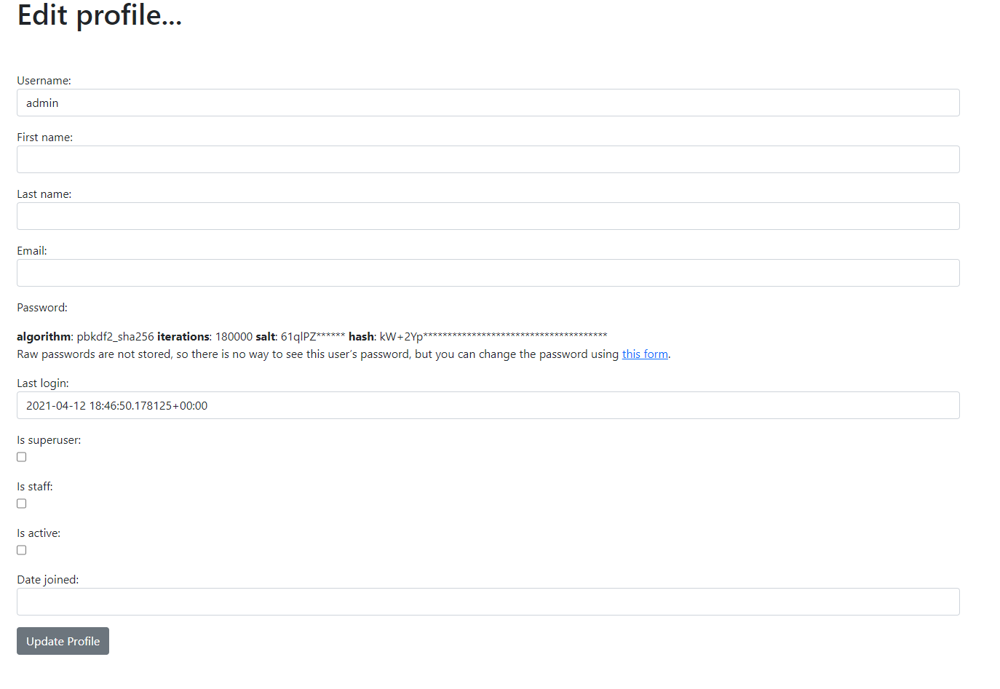 Edit profile...
Username:
admin
First name:
Last name:
Email:
Password:
algorithm: pbkdf2_sha256 iterations: 180000 salt: 61qlPZ****** hash: kW+2Yp**************************************
Raw passwords are not stored, so there is no way to see this user’s password, but you can change the password using this form.
Last login:
2021-04-12 18:46:50.178125+00:00
Is superuser:
Is staff:
Is active:
Date joined:
Update Profile